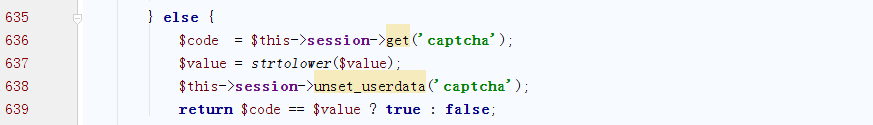 635 } else {
636 $code  = $this->session->get('captcha');
637 $value = strtolower($value);
638 $this->session->unset_userdata('captcha');
639 return $code == $value ? true : false;